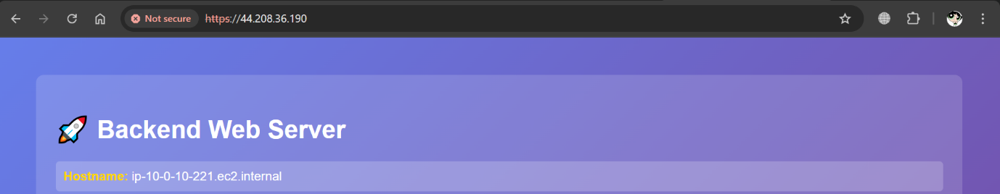 Not secure https://44.208.36.190
🚀 Backend Web Server
Hostname: ip-10-0-10-221.ec2.internal